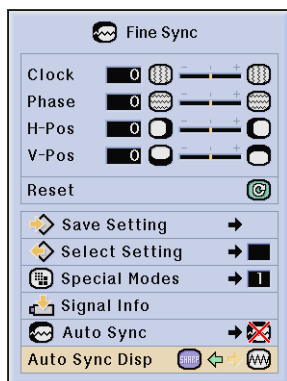 Fine Sync
Clock 0
Phase 0
H-Pos 0
V-Pos 0
Reset
Save Setting
Select Setting
Special Modes 1
Signal Info
Auto Sync
Auto Sync Disp SHARP